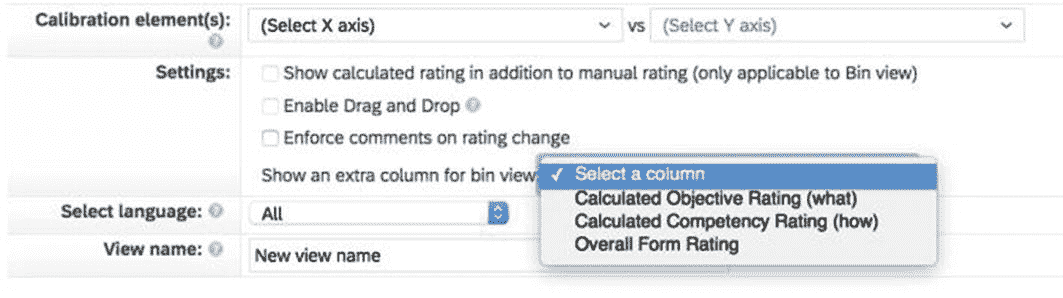 Calibration element(s): (Select X axis) vs (Select Y axis)
Settings: Show calculated rating in addition to manual rating (only applicable to Bin view)
Enable Drag and Drop
Enforce comments on rating change
Show an extra column for bin view ✓ Select a column
Calculated Objective Rating (what)
Calculated Competency Rating (how)
Overall Form Rating
Select language: All
View name: New view name